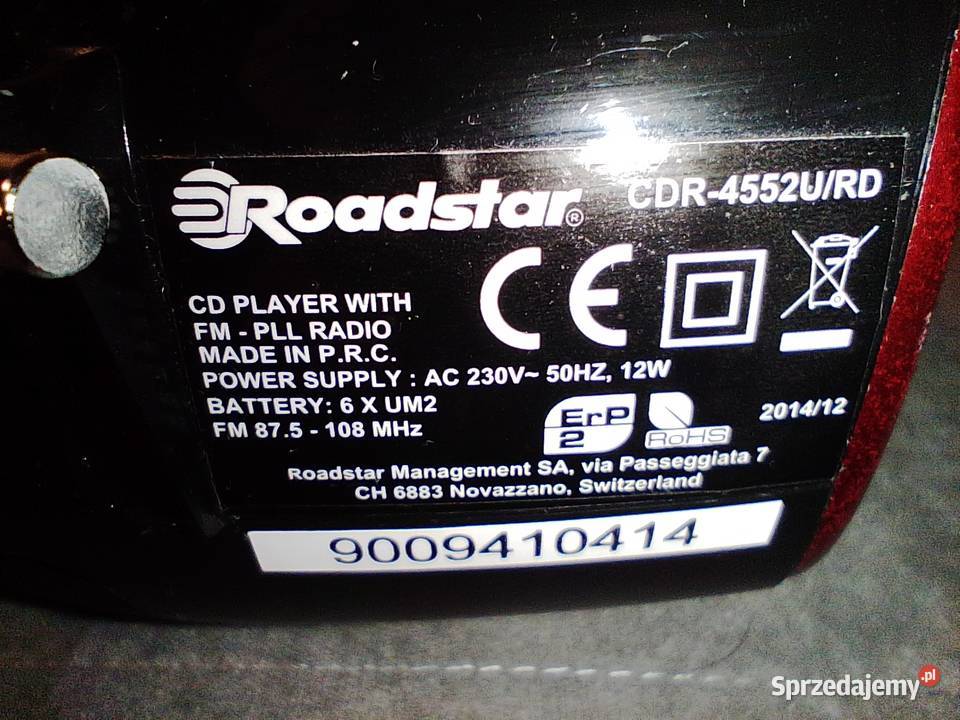 Roadstar® CDR-4552U/RD
CE
CD PLAYER WITH
FM - PLL RADIO
MADE IN P.R.C.
POWER SUPPLY : AC 230V~ 50HZ, 12W
BATTERY: 6 X UM2
FM 87.5 - 108 MHz
ErP
2
RoHS
2014/12
Roadstar Management SA, via Passeggiata 7
CH 6883 Novazzano, Switzerland
9009410414
Sprzedajemy.pl